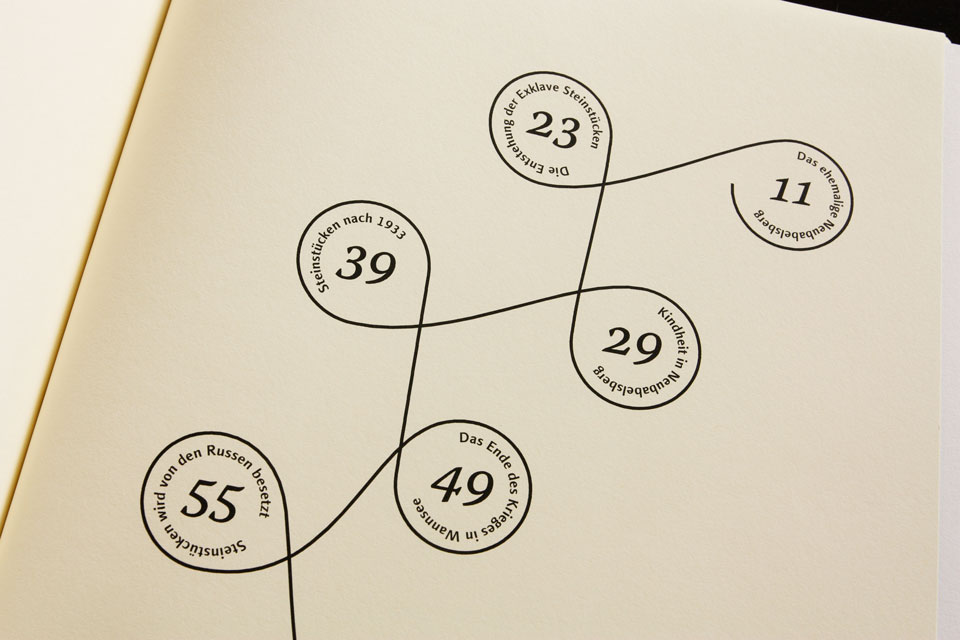 Das ehemalige Neubabelsberg
11
Die Entstehung der Exklave Steinstücken
23
Kindheit in Neubabelsberg
29
Steinstücken nach 1933
39
Das Ende des Krieges in Wannsee
49
Steinstücken wird von den Russen besetzt
55